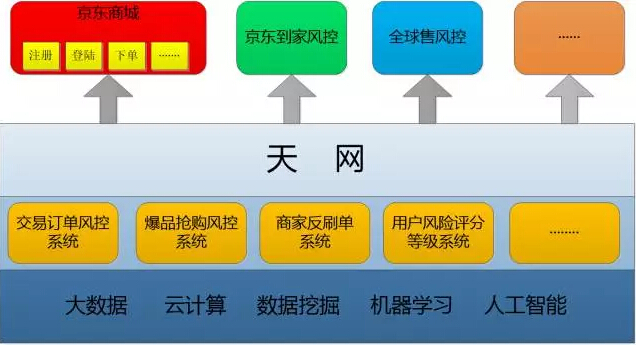 京东商城
注册 登陆 下单 ······
京东到家风控
全球售风控
······
天 网
交易订单风控
系统
爆品抢购风控
系统
商家反刷单
系统
用户风险评分
等级系统
········
大数据 云计算 数据挖掘 机器学习 人工智能